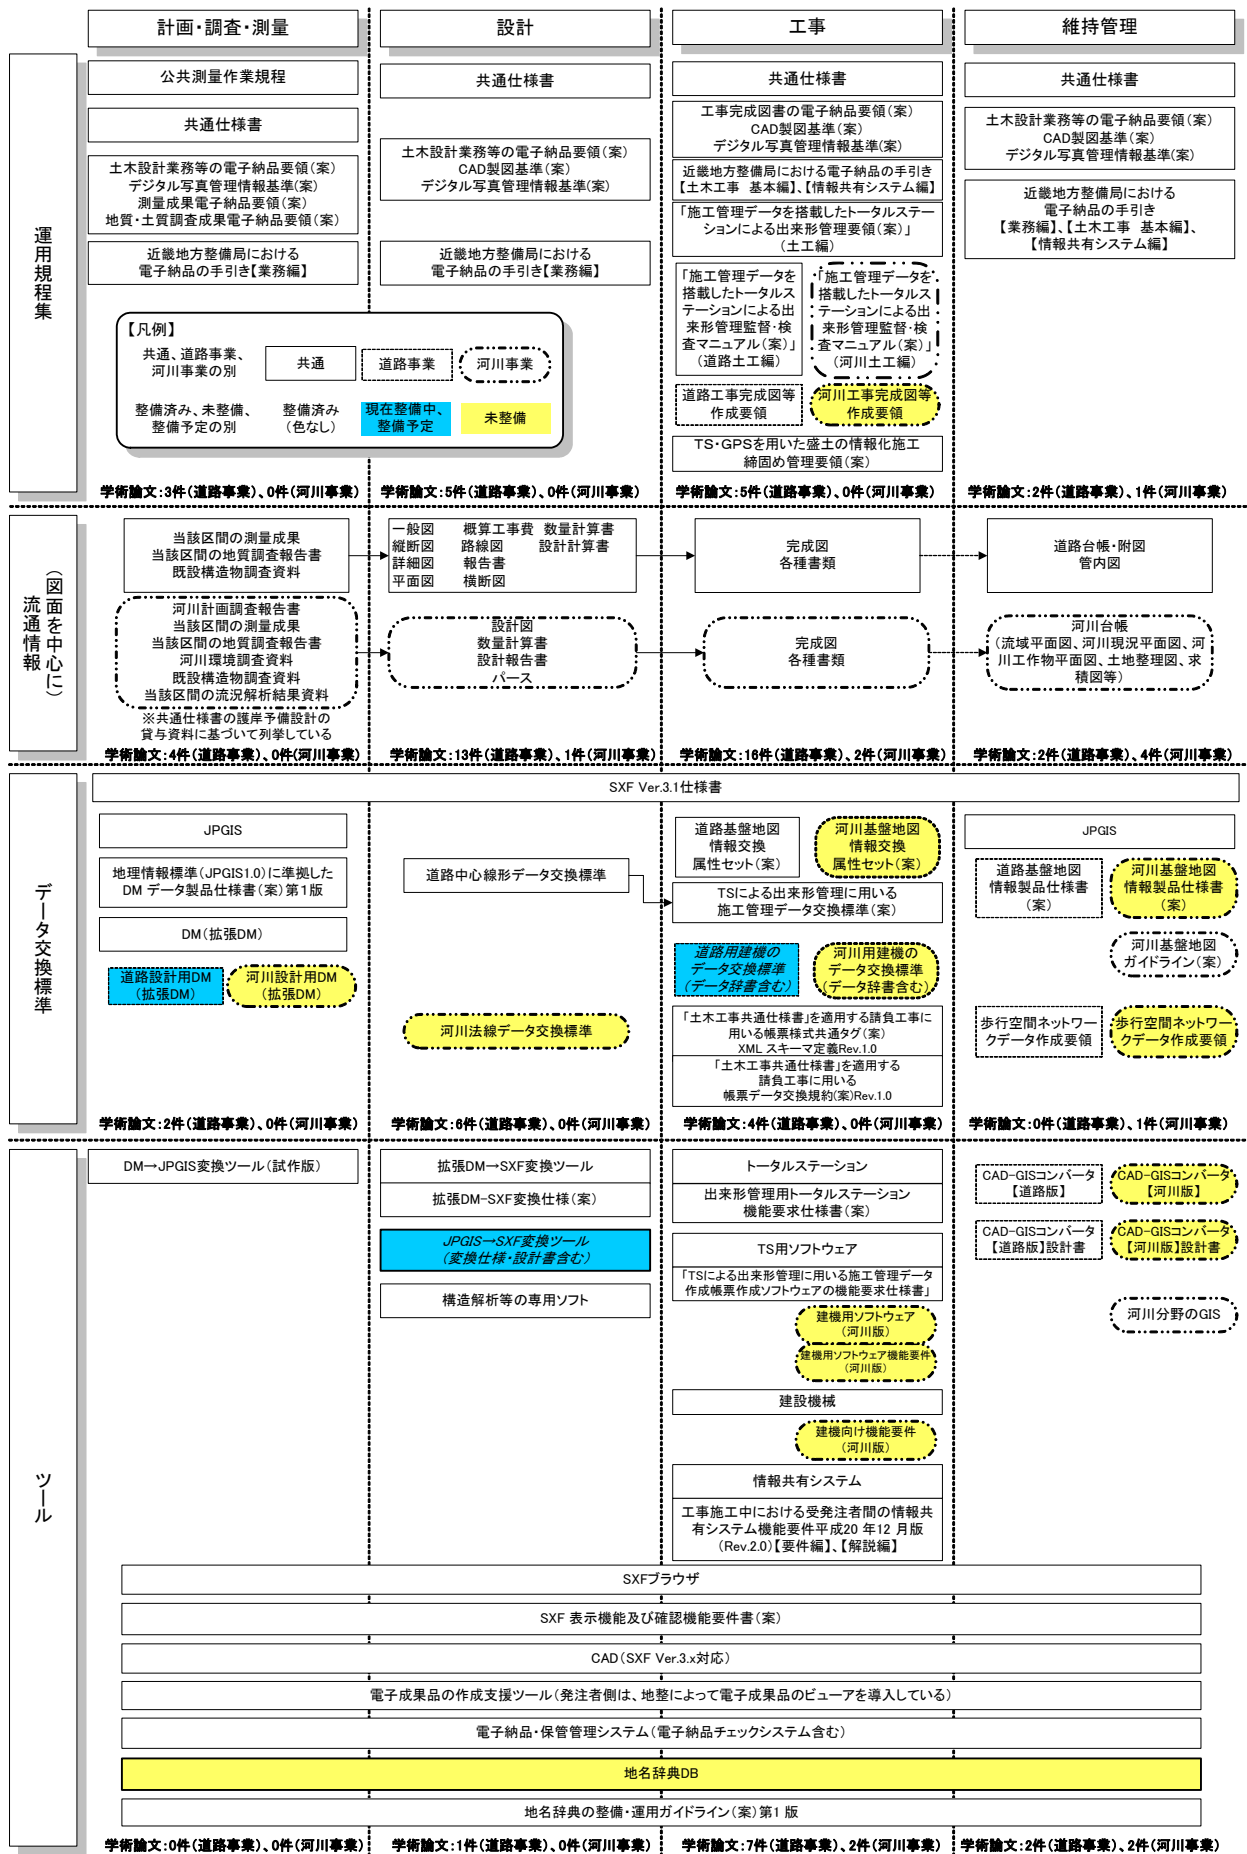 計画・調査・測量
設計
工事
維持管理
運用規程集
公共測量作業規程
共通仕様書
土木設計業務等の電子納品要領(案)
デジタル写真管理情報基準(案)
測量成果電子納品要領(案)
地質・土質調査成果電子納品要領(案)
近畿地方整備局における
電子納品の手引き【業務編】
共通仕様書
土木設計業務等の電子納品要領(案)
CAD製図基準(案)
デジタル写真管理情報基準(案)
近畿地方整備局における
電子納品の手引き【業務編】
【凡例】
共通、道路事業、
河川事業の別
共通
道路事業
河川事業
整備済み、未整備、
整備予定の別
整備済み
(色なし)
現在整備中、
整備予定
未整備
共通仕様書
工事完成図書の電子納品要領(案)
CAD製図基準(案)
デジタル写真管理情報基準(案)
近畿地方整備局における電子納品の手引き
【土木工事 基本編】、【情報共有システム編】
「施工管理データを搭載したトータルステー
ションによる出来形管理要領(案)」
(土工編)
「施工管理データを
搭載したトータルス
テーションによる出
来形管理監督・検
査マニュアル(案)」
(道路土工編)
「施工管理データを
搭載したトータルス
テーションによる出
来形管理監督・検
査マニュアル(案)」
(河川土工編)
道路工事完成図等
作成要領
河川工事完成図等
作成要領
TS・GPSを用いた盛土の情報化施工
締固め管理要領(案)
共通仕様書
土木設計業務等の電子納品要領(案)
CAD製図基準(案)
デジタル写真管理情報基準(案)
近畿地方整備局における
電子納品の手引き
【業務編】、【土木工事 基本編】、
【情報共有システム編】
学術論文:3件(道路事業)、0件(河川事業)
学術論文:5件(道路事業)、0件(河川事業)
学術論文:5件(道路事業)、0件(河川事業)
学術論文:2件(道路事業)、1件(河川事業)
流通情報
(図面を中心に)
当該区間の測量成果
当該区間の地質調査報告書
既設構造物調査資料
一般図 概算工事費 数量計算書
縦断図 路線図 設計計算書
詳細図 報告書
平面図 横断図
完成図
各種書類
道路台帳・附図
管内図
河川計画調査報告書
当該区間の測量成果
当該区間の地質調査報告書
河川環境調査資料
既設構造物調査資料
当該区間の流況解析結果資料
設計図
数量計算書
設計報告書
パース
完成図
各種書類
河川台帳
(流域平面図、河川現況平面図、河
川工作物平面図、土地整理図、求
積図等)
※共通仕様書の護岸予備設計の
貸与資料に基づいて列挙している
学術論文:4件(道路事業)、0件(河川事業)
学術論文:13件(道路事業)、1件(河川事業)
学術論文:16件(道路事業)、2件(河川事業)
学術論文:2件(道路事業)、4件(河川事業)
データ交換標準
SXF Ver.3.1仕様書
JPGIS
地理情報標準(JPGIS1.0)に準拠した
DM データ製品仕様書(案)第1版
DM(拡張DM)
道路設計用DM
(拡張DM)
河川設計用DM
(拡張DM)
道路中心線形データ交換標準
河川法線データ交換標準
道路基盤地図
情報交換
属性セット(案)
河川基盤地図
情報交換
属性セット(案)
TSによる出来形管理に用いる
施工管理データ交換標準(案)
道路用建機の
データ交換標準
(データ辞書含む)
河川用建機の
データ交換標準
(データ辞書含む)
「土木工事共通仕様書」を適用する請負工事に
用いる帳票様式共通タグ(案)
XML スキーマ定義Rev.1.0
「土木工事共通仕様書」を適用する
請負工事に用いる
帳票データ交換規約(案)Rev.1.0
JPGIS
道路基盤地図
情報製品仕様書
(案)
河川基盤地図
情報製品仕様書
(案)
河川基盤地図
ガイドライン(案)
歩行空間ネットワー
クデータ作成要領
歩行空間ネットワー
クデータ作成要領
学術論文:2件(道路事業)、0件(河川事業)
学術論文:6件(道路事業)、0件(河川事業)
学術論文:4件(道路事業)、0件(河川事業)
学術論文:0件(道路事業)、1件(河川事業)
ツール
DM→JPGIS変換ツール(試作版)
拡張DM→SXF変換ツール
拡張DM-SXF変換仕様(案)
JPGIS→SXF変換ツール
(変換仕様・設計書含む)
構造解析等の専用ソフト
トータルステーション
出来形管理用トータルステーション
機能要求仕様書(案)
TS用ソフトウェア
「TSによる出来形管理に用いる施工管理データ
作成帳票作成ソフトウェアの機能要求仕様書」
建機用ソフトウェア
(河川版)
建機用ソフトウェア機能要件
(河川版)
建設機械
建機向け機能要件
(河川版)
情報共有システム
工事施工中における受発注者間の情報共
有システム機能要件平成20 年12 月版
(Rev.2.0)【要件編】、【解説編】
CAD-GISコンバータ
【道路版】
CAD-GISコンバータ
【河川版】
CAD-GISコンバータ
【道路版】設計書
CAD-GISコンバータ
【河川版】設計書
河川分野のGIS
SXFブラウザ
SXF 表示機能及び確認機能要件書(案)
CAD(SXF Ver.3.x対応)
電子成果品の作成支援ツール(発注者側は、地整によって電子成果品のビューアを導入している)
電子納品・保管管理システム(電子納品チェックシステム含む)
地名辞典DB
地名辞典の整備・運用ガイドライン(案)第1 版
学術論文:0件(道路事業)、0件(河川事業)
学術論文:1件(道路事業)、0件(河川事業)
学術論文:7件(道路事業)、2件(河川事業)
学術論文:2件(道路事業)、2件(河川事業)